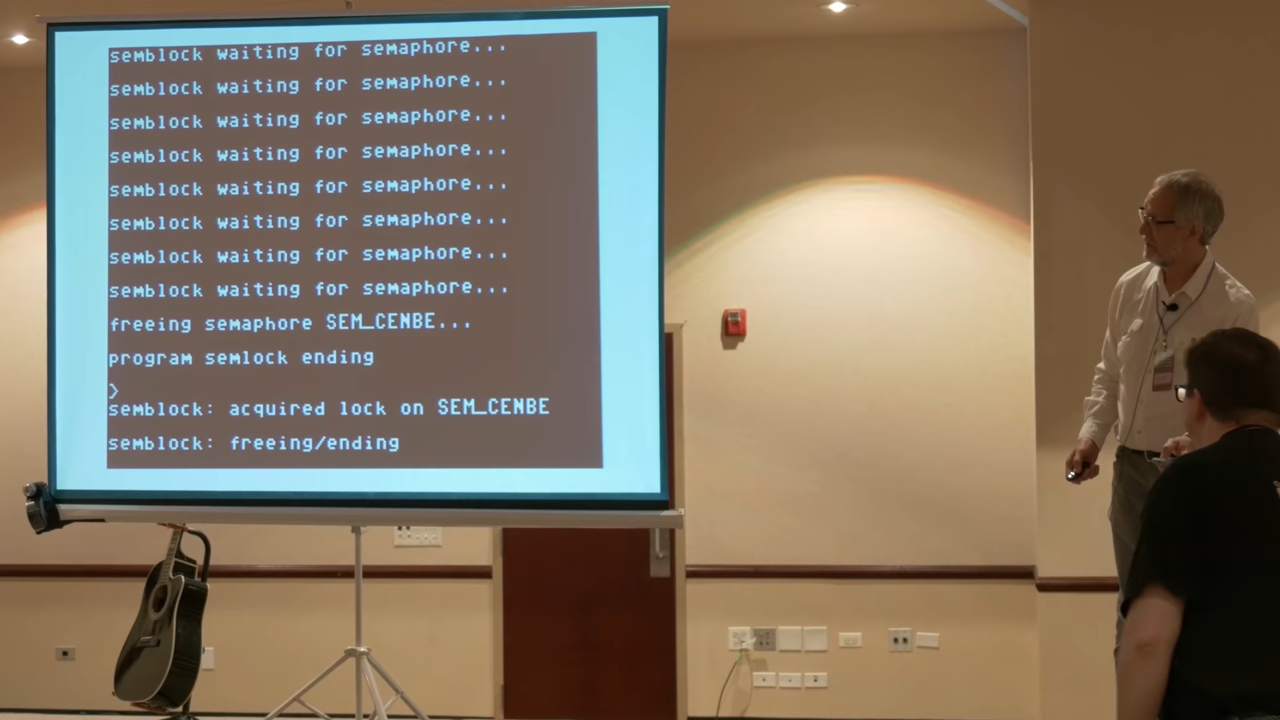 semblock waiting for semaphore...
semblock waiting for semaphore...
semblock waiting for semaphore...
semblock waiting for semaphore...
semblock waiting for semaphore...
semblock waiting for semaphore...
semblock waiting for semaphore...
semblock waiting for semaphore...
freeing semaphore SEM_CENBE...
program semlock ending
>
semblock: acquired lock on SEM_CENBE
semblock: freeing/ending